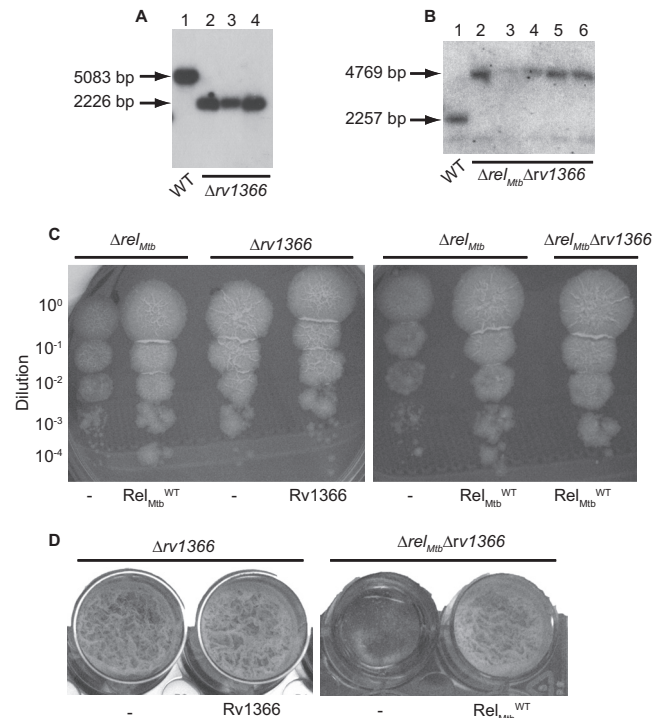 A
1 2 3 4
5083 bp
2226 bp
WT
Δrv1366
B
1 2 3 4 5 6
4769 bp
2257 bp
WT
ΔrelMtbΔrv1366
C
ΔrelMtb
Δrv1366
ΔrelMtb
ΔrelMtbΔrv1366
Dilution
10⁰
10⁻¹
10⁻²
10⁻³
10⁻⁴
- RelMtbWT - Rv1366
- RelMtbWT RelMtbWT
D
Δrv1366
ΔrelMtbΔrv1366
- Rv1366 - RelMtbWT